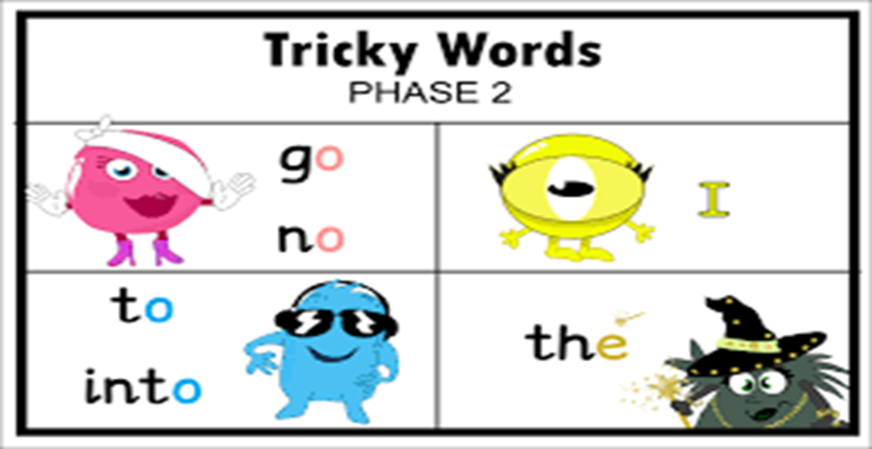 Tricky Words
PHASE 2
go
no
I
to
into
the